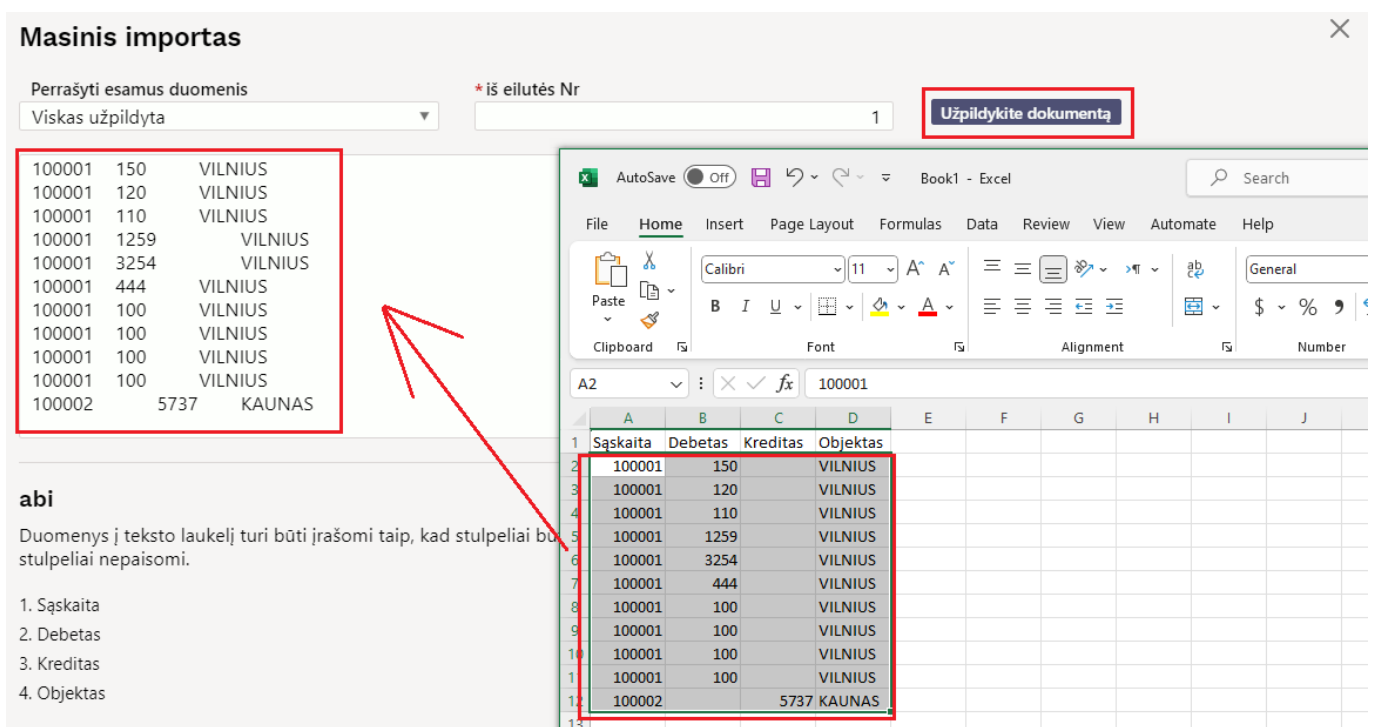 Masinis importas
Perrašyti esamus duomenis
* iš eilutės Nr
Viskas užpildyta
1
Užpildykite dokumentą
100001 150 VILNIUS
100001 120 VILNIUS
100001 110 VILNIUS
100001 1259 VILNIUS
100001 3254 VILNIUS
100001 444 VILNIUS
100001 100 VILNIUS
100001 100 VILNIUS
100001 100 VILNIUS
100001 100 VILNIUS
100002 5737 KAUNAS
abi
Duomenys į teksto laukelį turi būti įrašomi taip, kad stulpeliai
stulpeliai nepaisomi.
1. Sąskaita
2. Debetas
3. Kreditas
4. Objektas
AutoSave Off Book1 - Excel Search
File Home Insert Page Layout Formulas Data Review View Automate Help
Paste Calibri 11 A A ab General
B I U A $ % 9
Clipboard Font Alignment Number
A2 fx 100001
A B C D E F G H I J
1 Sąskaita Debetas Kreditas Objektas
2 100001 150 VILNIUS
3 100001 120 VILNIUS
4 100001 110 VILNIUS
5 100001 1259 VILNIUS
6 100001 3254 VILNIUS
7 100001 444 VILNIUS
8 100001 100 VILNIUS
9 100001 100 VILNIUS
10 100001 100 VILNIUS
11 100001 100 VILNIUS
12 100002 5737 KAUNAS
13